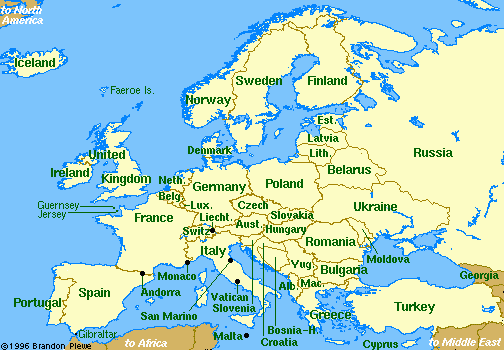 to North
America
Iceland
Faeroe Is.
Sweden
Finland
Norway
Est.
Denmark
Latvia
Lith.
Russia
United
Kingdom
Ireland
Belarus
Neth.
Germany
Poland
Belg.
Guernsey
Jersey
Lux.
Czech
Ukraine
France
Liecht.
Slovakia
Switz.
Aust.
Hungary
Romania
Italy
Moldova
Monaco
Yug.
Bulgaria
Georgia
Portugal
Spain
Andorra
Alb.
Mac.
Vatican
San Marino
Slovenia
Greece
Turkey
Gibraltar
Malta
Bosnia-H.
Croatia
Cyprus
to Africa
to Middle East
©1996 Brandon Plewe